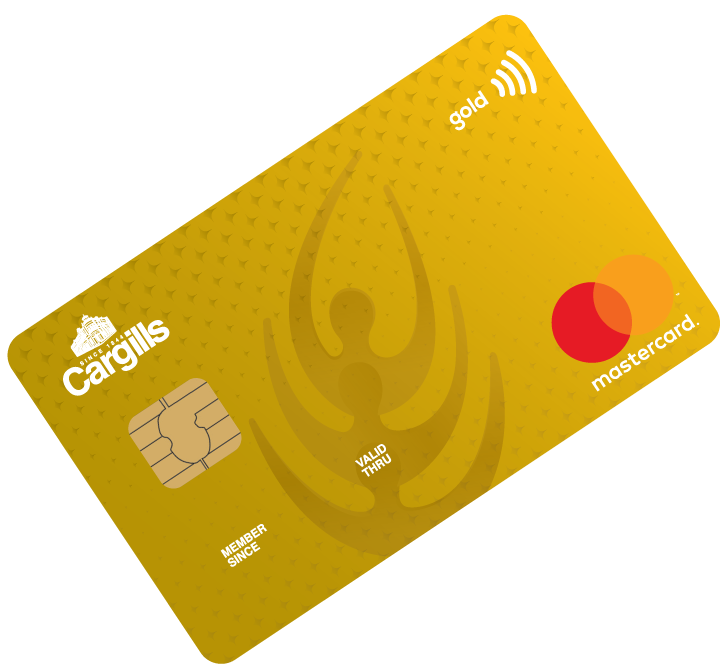 gold
SINCE 1844
Cargills
mastercard.
VALID
THRU
MEMBER
SINCE